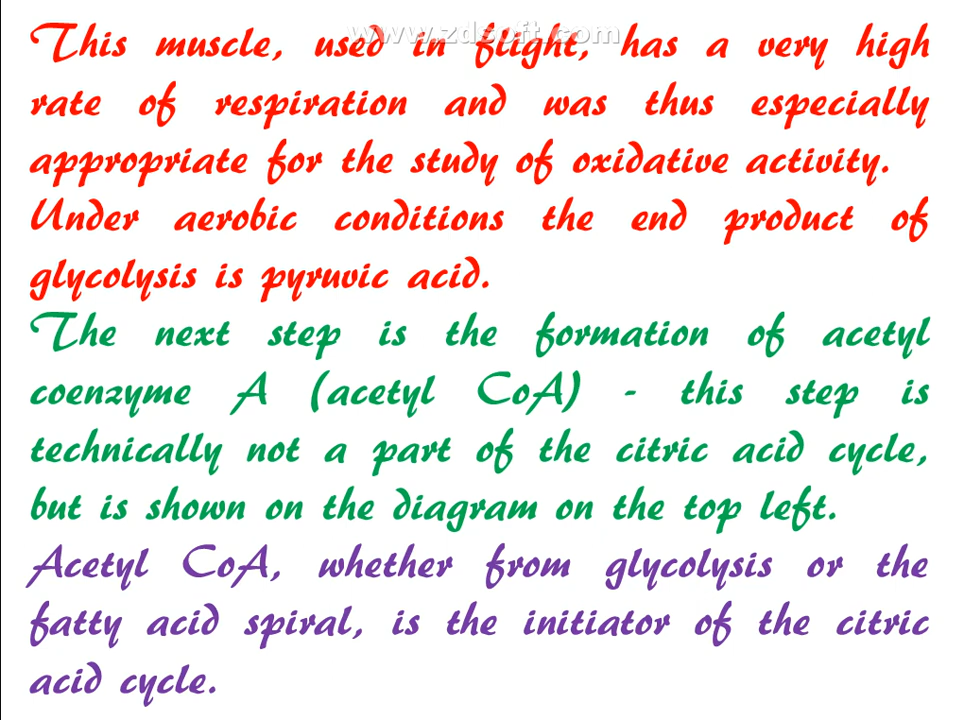 www.zdsoft.com
This muscle, used in flight, has a very high
rate of respiration and was thus especially
appropriate for the study of oxidative activity.
Under aerobic conditions the end product of
glycolysis is pyruvic acid.
The next step is the formation of acetyl
coenzyme A (acetyl CoA) - this step is
technically not a part of the citric acid cycle,
but is shown on the diagram on the top left.
Acetyl CoA, whether from glycolysis or the
fatty acid spiral, is the initiator of the citric
acid cycle.